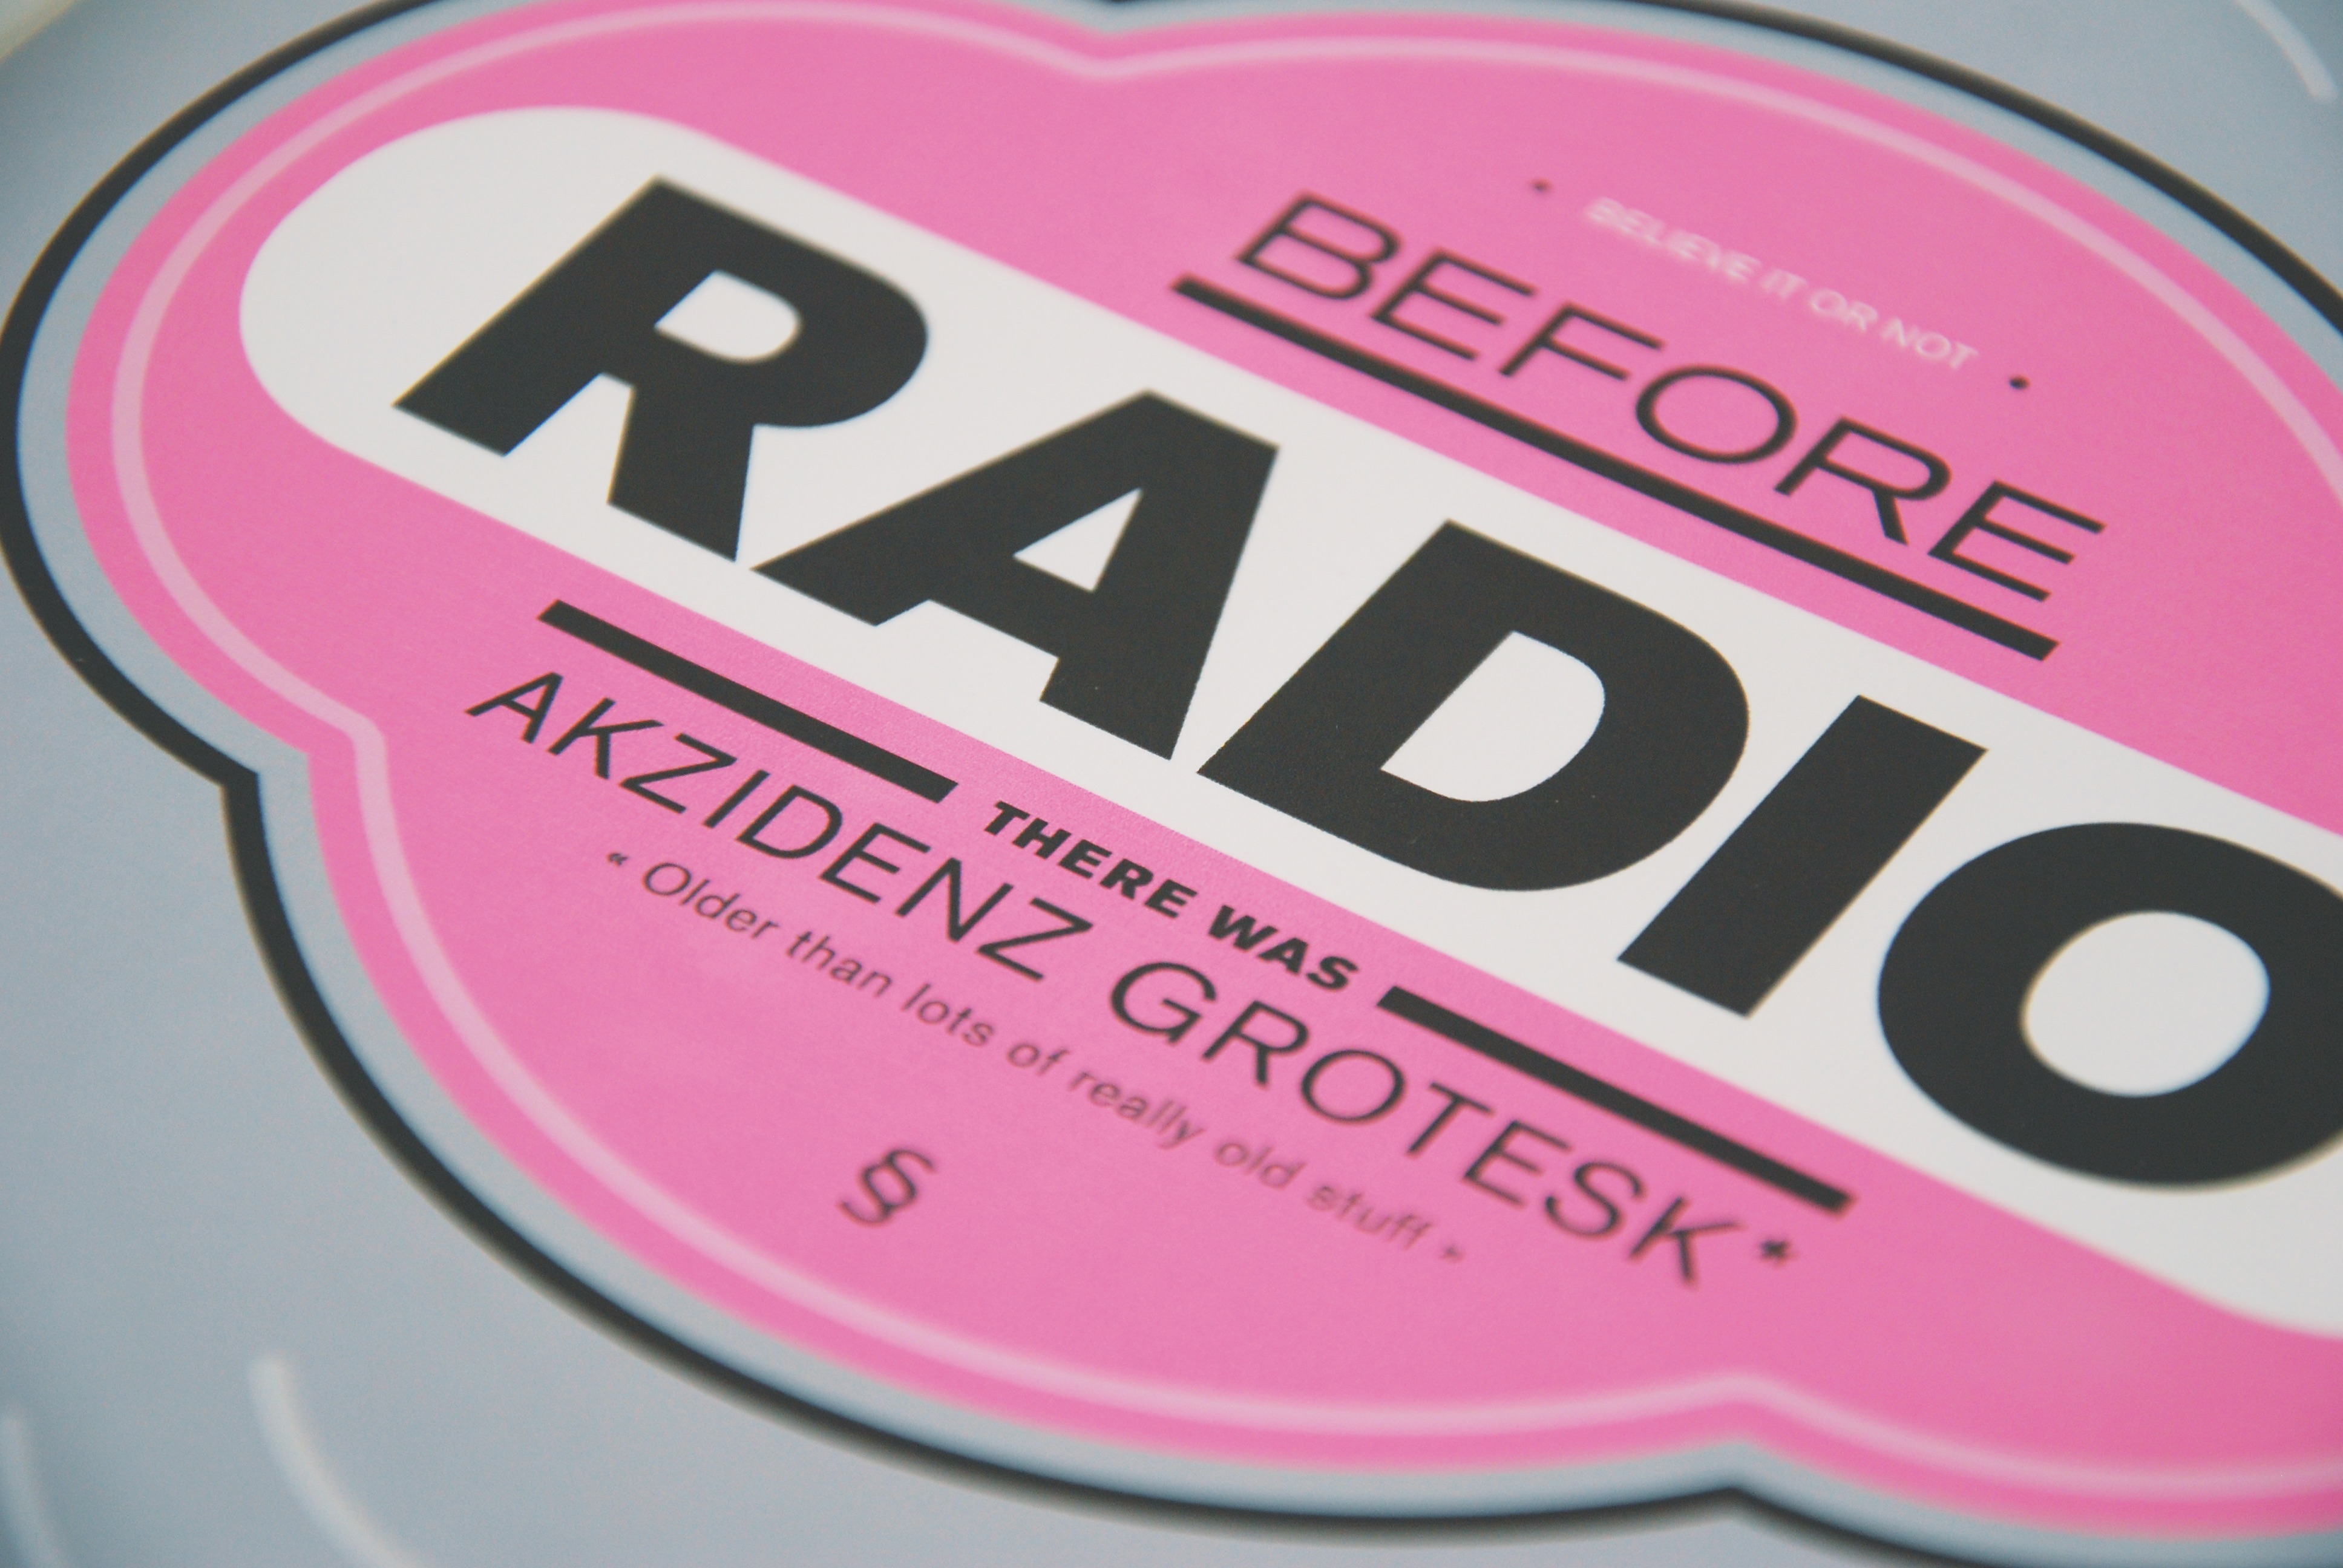 • BELIEVE IT OR NOT •
BEFORE
RADIO
THERE WAS
AKZIDENZ GROTESK*
« Older than lots of really old stuff »
§